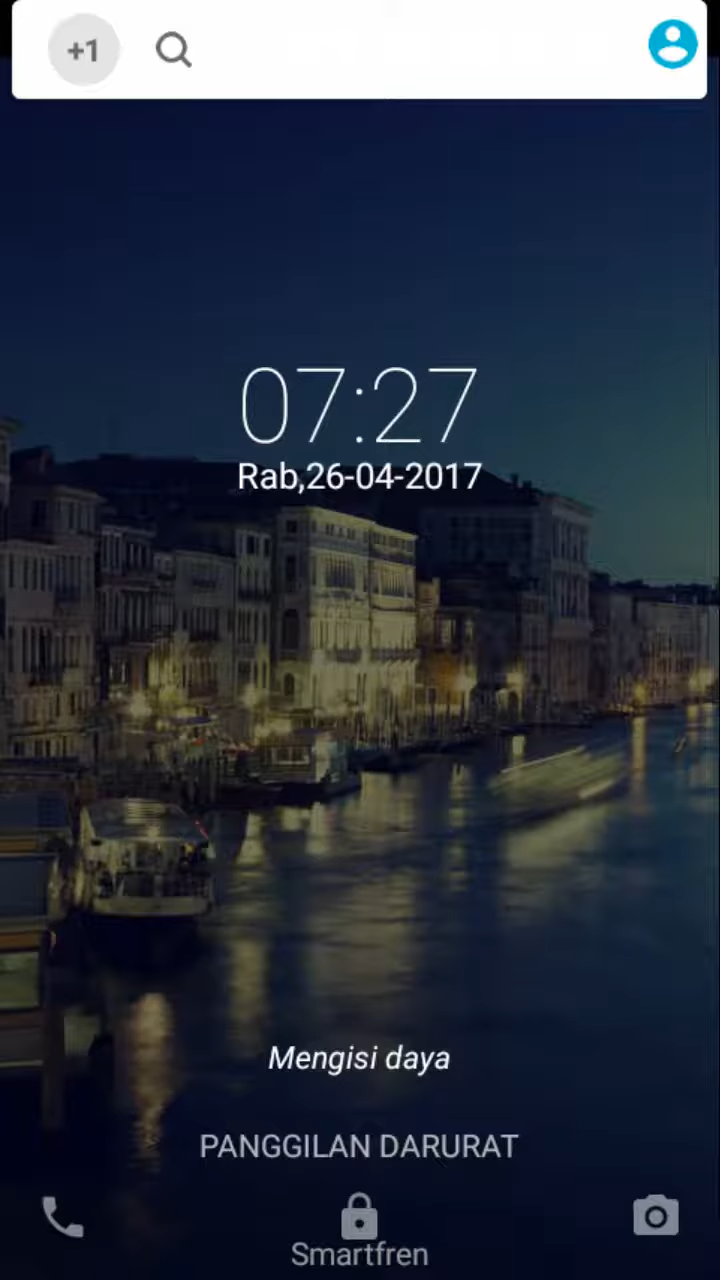 +1
07:27
Rab,26-04-2017
Mengisi daya
PANGGILAN DARURAT
Smartfren